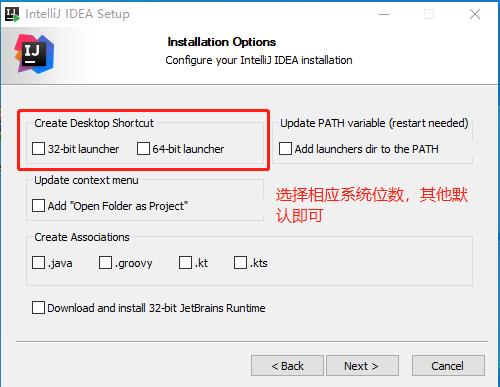 IntelliJ IDEA Setup
IJ
Installation Options
Configure your IntelliJ IDEA installation
Create Desktop Shortcut
32-bit launcher 64-bit launcher
Update PATH variable (restart needed)
Add launchers dir to the PATH
Update context menu
Add "Open Folder as Project"
选择相应系统位数，其他默
认即可
Create Associations
.java .groovy .kt .kts
Download and install 32-bit JetBrains Runtime
< Back Next > Cancel